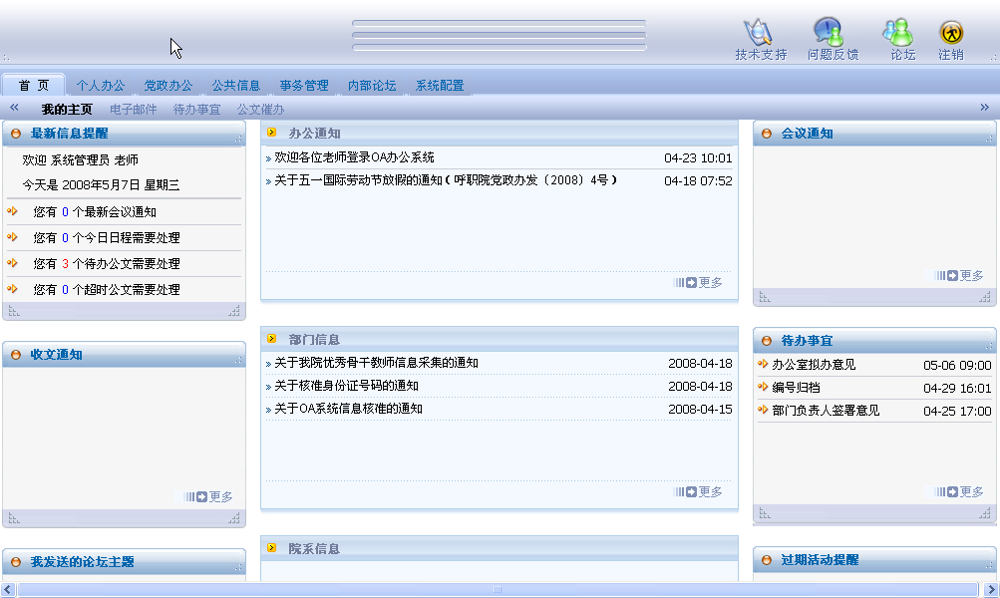 技术支持 问题反馈 论坛 注销
首 页 个人办公 党政办公 公共信息 事务管理 内部论坛 系统配置
« 我的主页 电子邮件 待办事宜 公文催办 »
最新信息提醒
欢迎 系统管理员 老师
今天是 2008年5月7日 星期三
您有 0 个最新会议通知
您有 0 个今日日程需要处理
您有 3 个待办公文需要处理
您有 0 个超时公文需要处理
收文通知
更多
我发送的论坛主题
办公通知
» 欢迎各位老师登录OA办公系统 04-23 10:01
» 关于五一国际劳动节放假的通知(呼职院党政办发〔2008〕4号) 04-18 07:52
更多
部门信息
» 关于我院优秀骨干教师信息采集的通知 2008-04-18
» 关于核准身份证号码的通知 2008-04-18
» 关于OA系统信息核准的通知 2008-04-15
更多
院系信息
会议通知
更多
待办事宜
办公室拟办意见 05-06 09:00
编号归档 04-29 16:01
部门负责人签署意见 04-25 17:00
更多
过期活动提醒